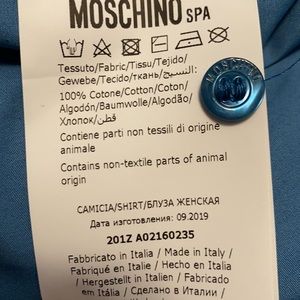 MOSCHINO SPA
MOSCHINO
Tessuto/Fabric/Tissu/Tejido/
Gewebe/Tecido/ткань/النسيج:
100% Cotone/Cotton/Coton/
Algodón/Baumwolle/Algodão/
Хлопок/قطن
Contiene parti non tessili di origine
animale
Contains non-textile parts of animal
origin
CAMICIA/SHIRT/БЛУЗА ЖЕНСКАЯ
Дата изготовления: 09.2019
201Z A02160235
Fabbricato in Italia / Made in Italy /
Fabriqué en Italie / Hecho en Italia
/ Hergestellt in Italien / Fabricado
em Itália / Сделано в Италии /